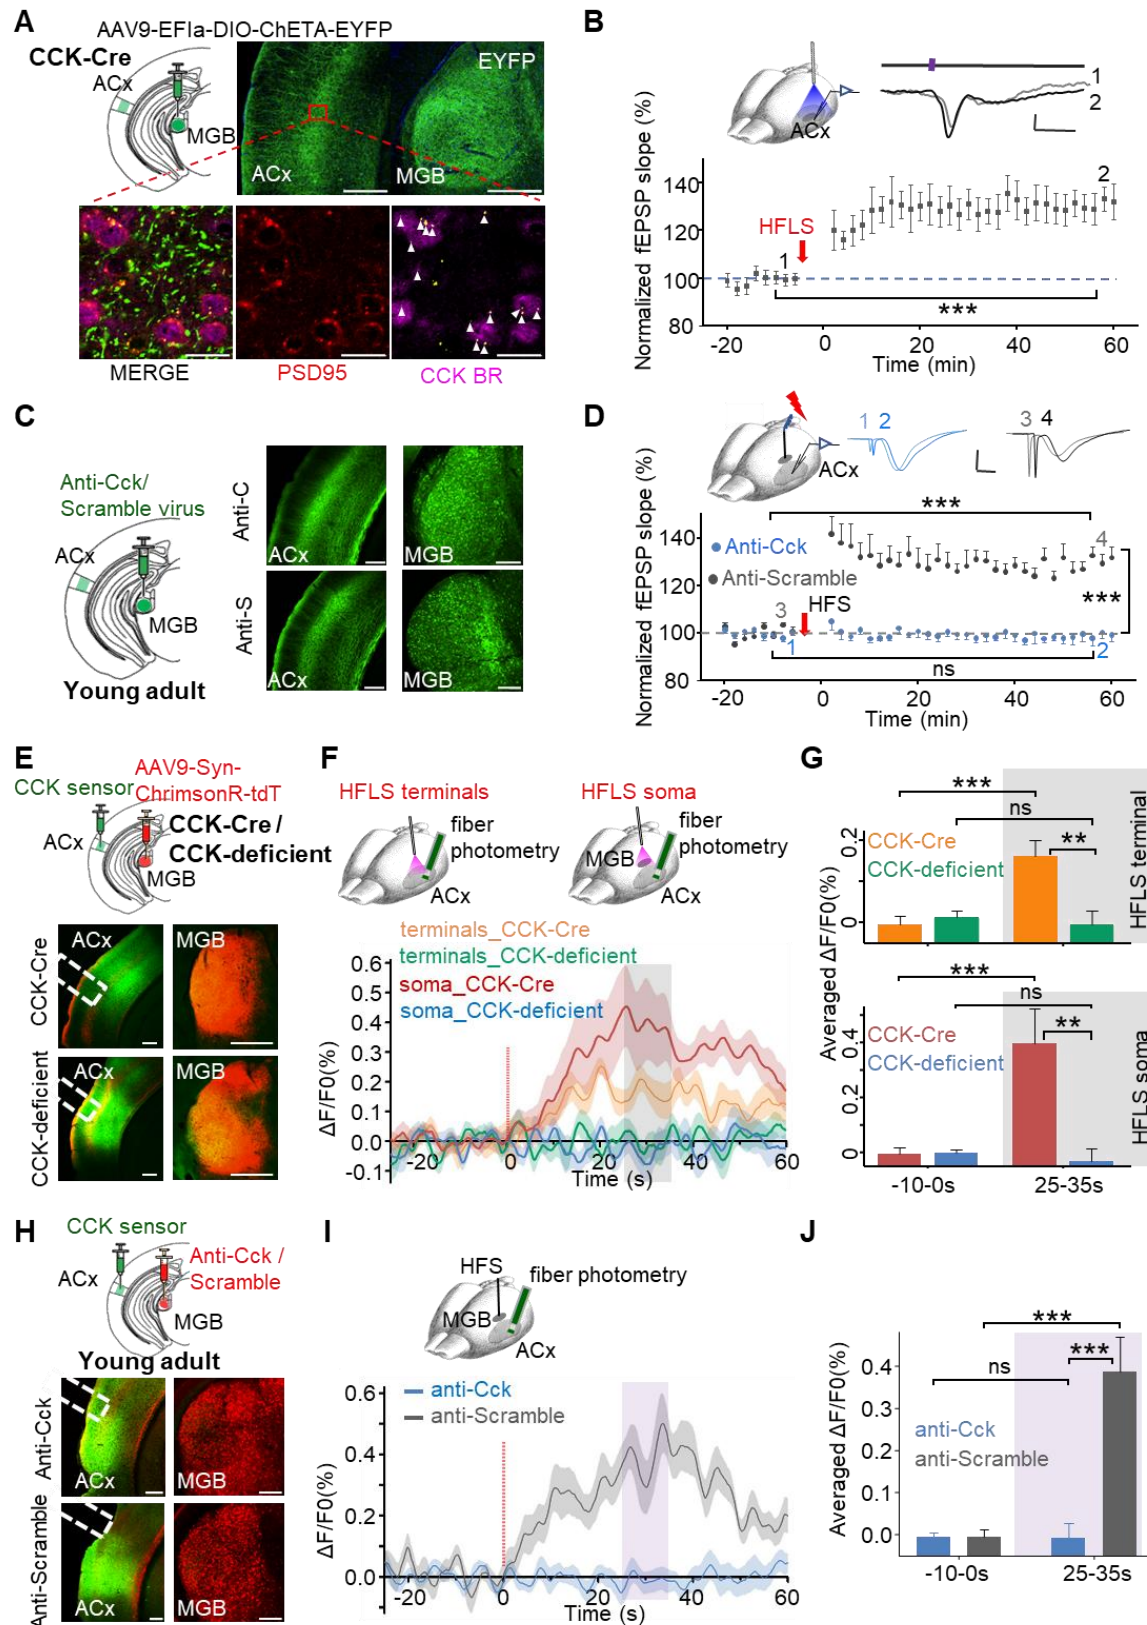 A
AAV9-EFIa-DIO-ChETA-EYFP
CCK-Cre
ACx
MGB
EYFP
ACx
MGB
MERGE
PSD95
CCK BR
B
ACx
1
2
Normalized fEPSP slope (%)
140
120
100
80
HFLS
1
2
***
-20
0
20
40
60
Time (min)
C
Anti-Cck/
Scramble virus
ACx
MGB
Young adult
Anti-C
ACx
MGB
Anti-S
ACx
MGB
D
ACx
1 2
3 4
Normalized fEPSP slope (%)
140
120
100
80
***
Anti-Cck
Anti-Scramble
3
HFS
4
***
1
2
ns
-20
0
20
40
60
Time (min)
E
CCK sensor
AAV9-Syn-
ChrimsonR-tdT
ACx
CCK-Cre /
CCK-deficient
MGB
CCK-Cre
ACx
MGB
CCK-deficient
ACx
MGB
F
HFLS terminals
HFLS soma
fiber
photometry
ACx
MGB
fiber
photometry
ACx
terminals_CCK-Cre
terminals_CCK-deficient
soma_CCK-Cre
soma_CCK-deficient
ΔF/F0(%)
0.6
0.5
0.4
0.3
0.2
0.1
0.0
-0.1
-20
0
20
40
60
Time (s)
G
Averaged ΔF/F0(%)
***
ns
**
0.2
0
CCK-Cre
CCK-deficient
HFLS terminal
***
ns
**
0.4
0.2
0
CCK-Cre
CCK-deficient
HFLS soma
-10-0s
25-35s
H
CCK sensor
ACx
Anti-Cck /
Scramble
MGB
Young adult
Anti-Cck
ACx
MGB
Anti-Scramble
ACx
MGB
I
HFS
fiber photometry
MGB
ACx
anti-Cck
anti-Scramble
ΔF/F0(%)
0.6
0.4
0.2
0.0
-20
0
20
40
60
Time (s)
J
Averaged ΔF/F0(%)
***
ns
***
0.4
0.2
0.4
0.2
0.0
anti-Cck
anti-Scramble
-10-0s
25-35s